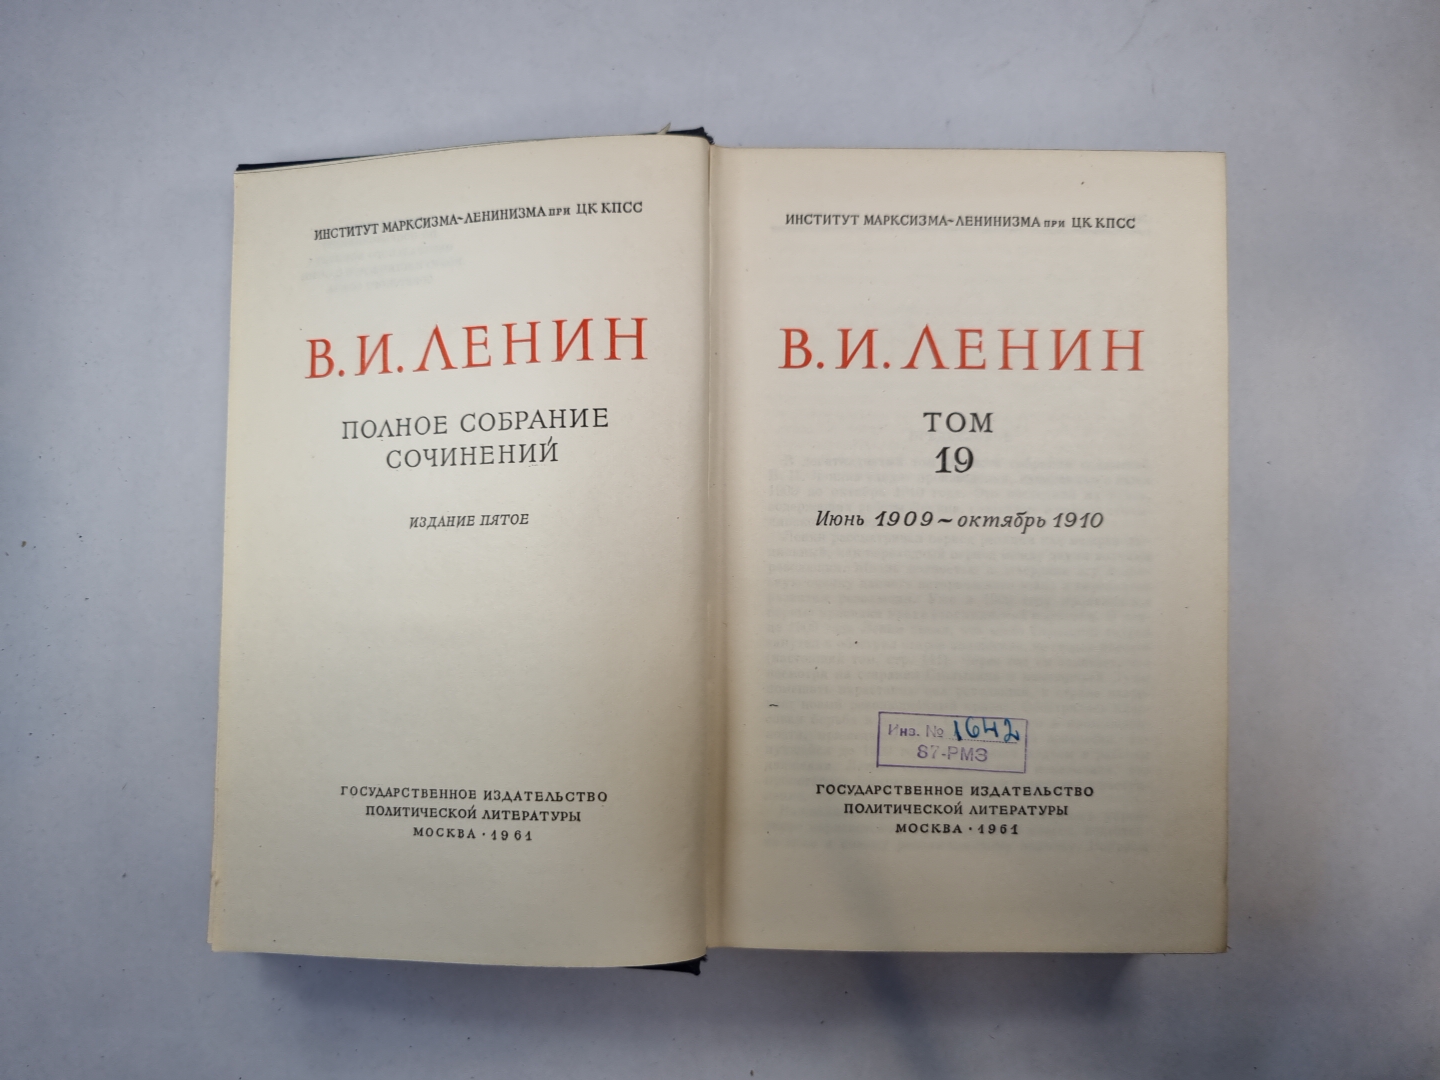 ИНСТИТУТ МАРКСИЗМА-ЛЕНИНИЗМА ПРИ ЦК КПСС
В. И. ЛЕНИН
ПОЛНОЕ СОБРАНИЕ
СОЧИНЕНИЙ
ИЗДАНИЕ ПЯТОЕ
ГОСУДАРСТВЕННОЕ ИЗДАТЕЛЬСТВО
ПОЛИТИЧЕСКОЙ ЛИТЕРАТУРЫ
МОСКВА · 1961
ИНСТИТУТ МАРКСИЗМА-ЛЕНИНИЗМА ПРИ ЦК КПСС
В. И. ЛЕНИН
ТОМ
19
Июнь 1909 ~ октябрь 1910
Инв. № 1642
87-РМЗ
ГОСУДАРСТВЕННОЕ ИЗДАТЕЛЬСТВО
ПОЛИТИЧЕСКОЙ ЛИТЕРАТУРЫ
МОСКВА · 1961